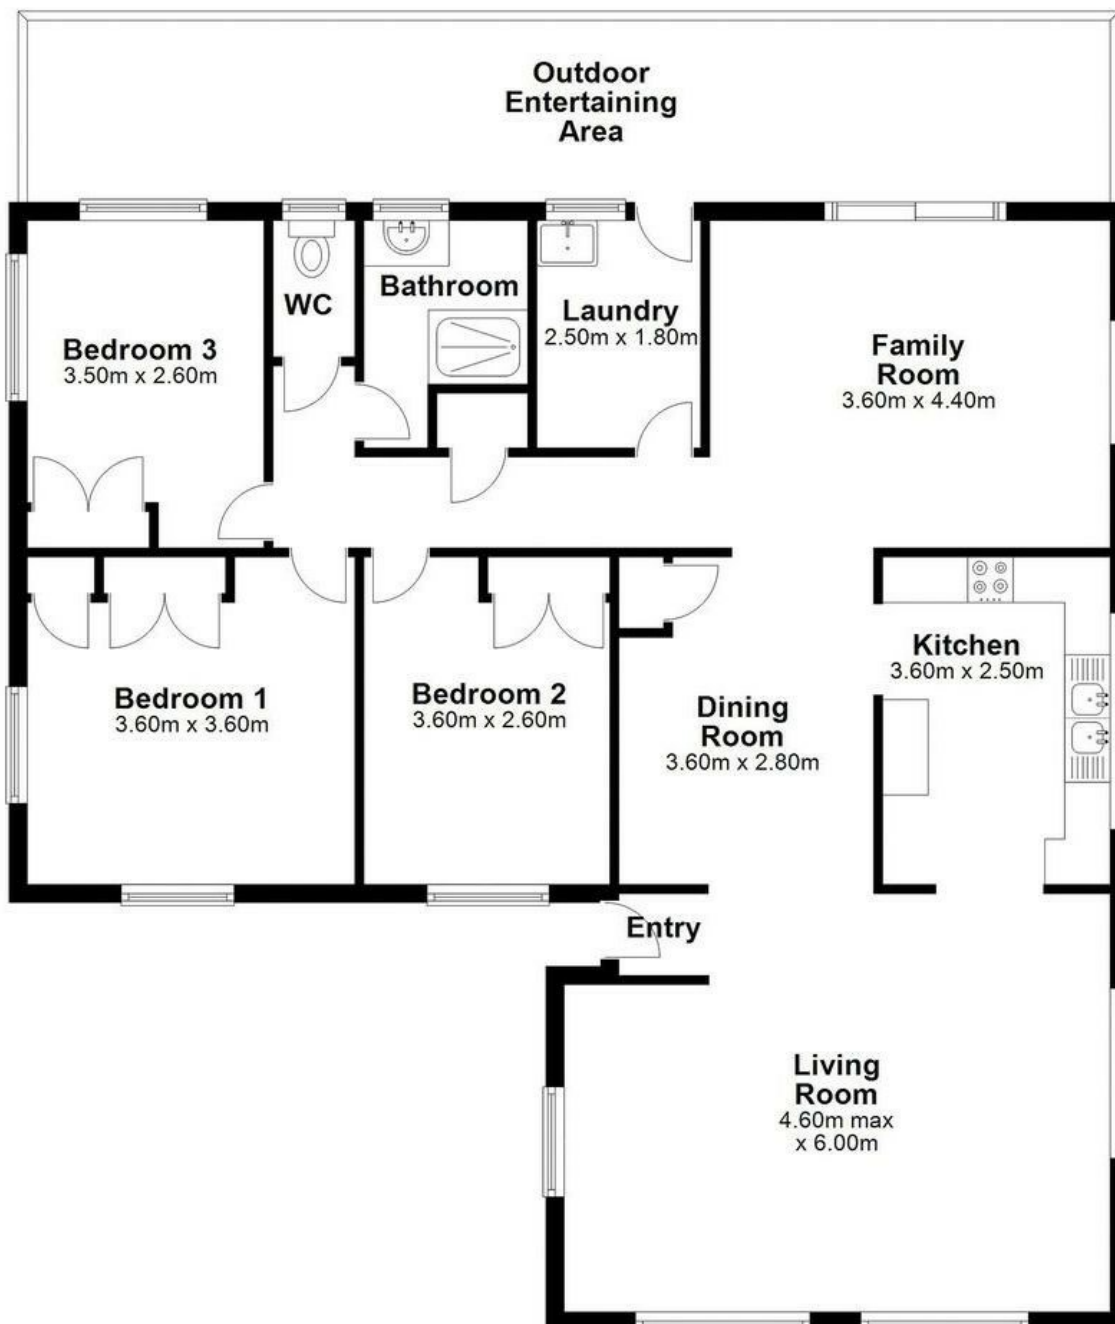 Outdoor
Entertaining
Area
WC
Bathroom
Laundry
2.50m x 1.80m
Bedroom 3
3.50m x 2.60m
Family
Room
3.60m x 4.40m
Bedroom 1
3.60m x 3.60m
Bedroom 2
3.60m x 2.60m
Dining
Room
3.60m x 2.80m
Kitchen
3.60m x 2.50m
Entry
Living
Room
4.60m max
x 6.00m